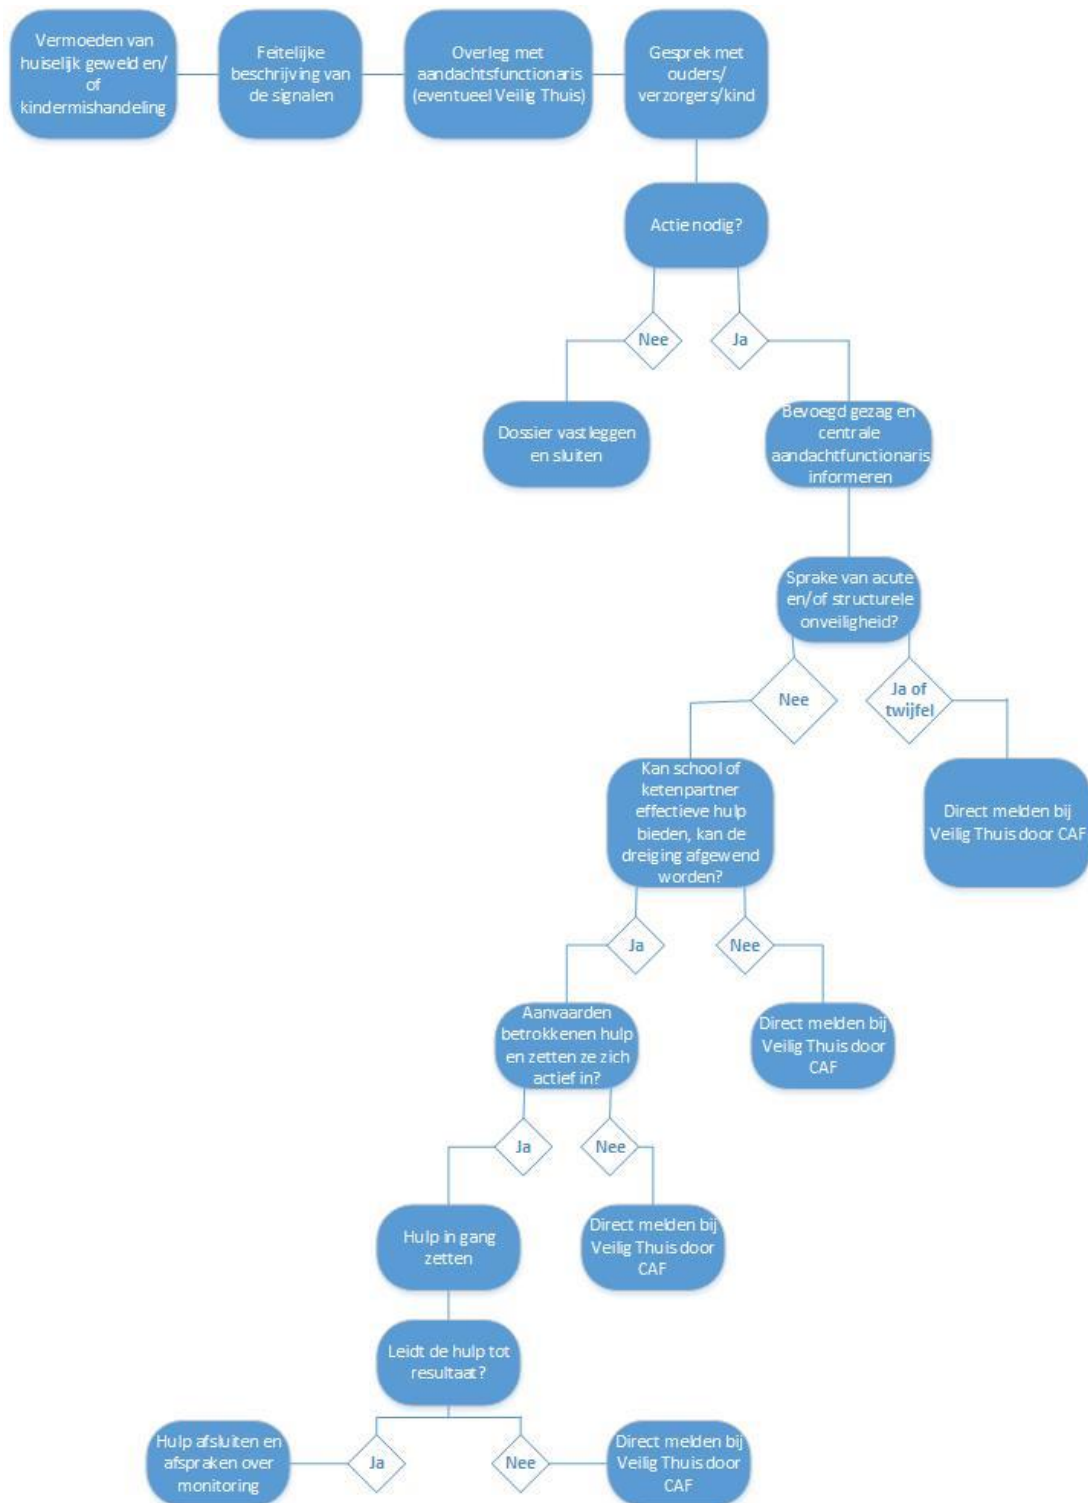 Vermoeden van
huiselijk geweld en/
of
kindermishandeling
Feitelijke
beschrijving van
de signalen
Overleg met
aandachtsfunctionaris
(eventueel Veilig Thuis)
Gesprek met
ouders/
verzorgers/kind
Actie nodig?
Nee
Ja
Dossier vastleggen
en sluiten
Bevoegd gezag en
centrale
aandachtfunctionaris
informeren
Sprake van acute
en/of structurele
onveiligheid?
Nee
Ja of
twijfel
Kan school of
ketenpartner
effectieve hulp
bieden, kan de
dreiging afgewend
worden?
Direct melden bij
Veilig Thuis door CAF
Ja
Nee
Aanvaarden
betrokkenen hulp
en zetten ze zich
actief in?
Direct melden bij
Veilig Thuis door
CAF
Ja
Nee
Hulp in gang
zetten
Direct melden bij
Veilig Thuis door
CAF
Leidt de hulp tot
resultaat?
Hulp afsluiten en
afspraken over
monitoring
Ja
Nee
Direct melden bij
Veilig Thuis door
CAF